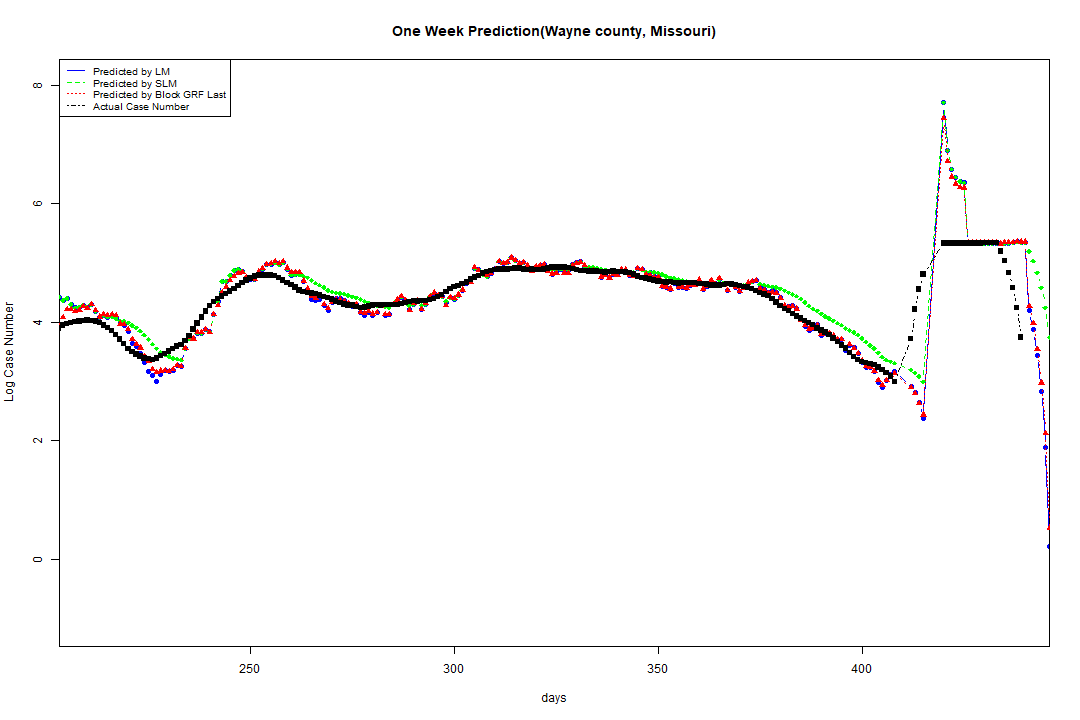 One Week Prediction(Wayne county, Missouri)
Predicted by LM
Predicted by SLM
Predicted by Block GRF Last
Actual Case Number
8
6
4
2
0
Log Case Number
250
300
350
400
days